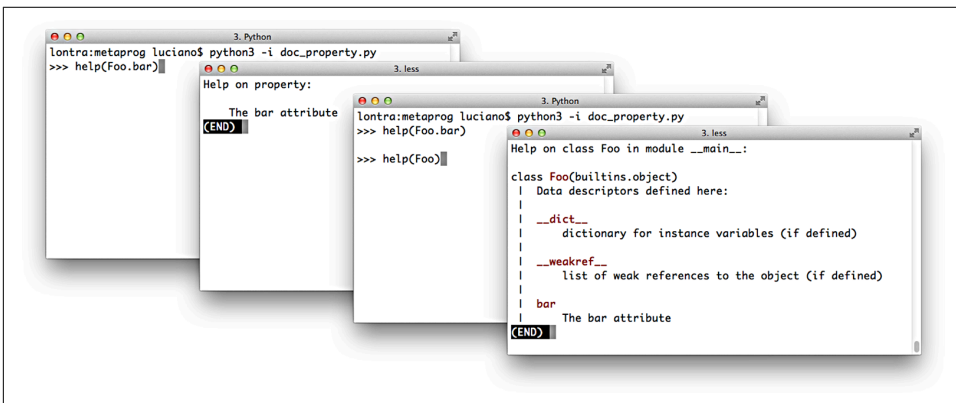 3. Python
lontra:metaprog luciano$ python3 -i doc_property.py
>>> help(Foo.bar)
3. less
Help on property:
The bar attribute
(END)
3. Python
lontra:metaprog luciano$ python3 -i doc_property.py
>>> help(Foo.bar)
>>> help(Foo)
3. less
Help on class Foo in module __main__:
class Foo(builtins.object)
| Data descriptors defined here:
|
| __dict__
| dictionary for instance variables (if defined)
|
| __weakref__
| list of weak references to the object (if defined)
|
| bar
| The bar attribute
(END)